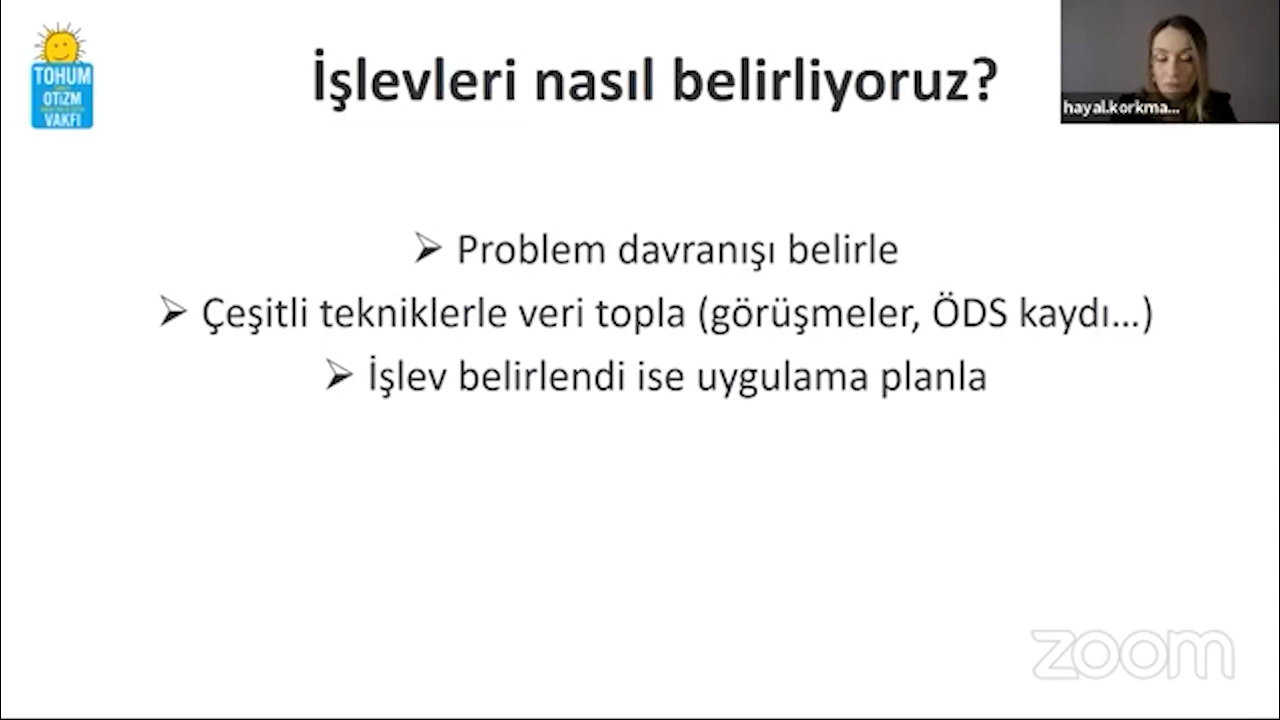 TOHUM
OTİZM
VAKFI
İşlevleri nasıl belirliyoruz?
hayal.korkma...
➢ Problem davranışı belirle
➢ Çeşitli tekniklerle veri topla (görüşmeler, ÖDS kaydı...)
➢ İşlev belirlendi ise uygulama planla
zoom